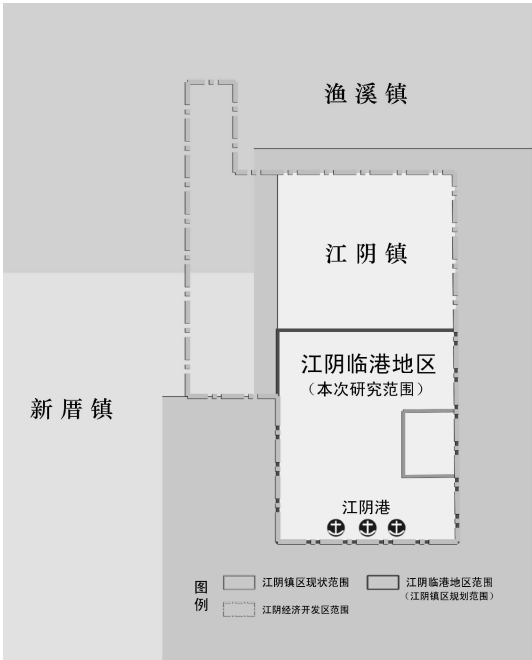 渔溪镇
江阴镇
江阴临港地区
（本次研究范围）
新厝镇
江阴港
图例
江阴镇区现状范围
江阴临港地区范围
（江阴镇区规划范围）
江阴经济开发区范围